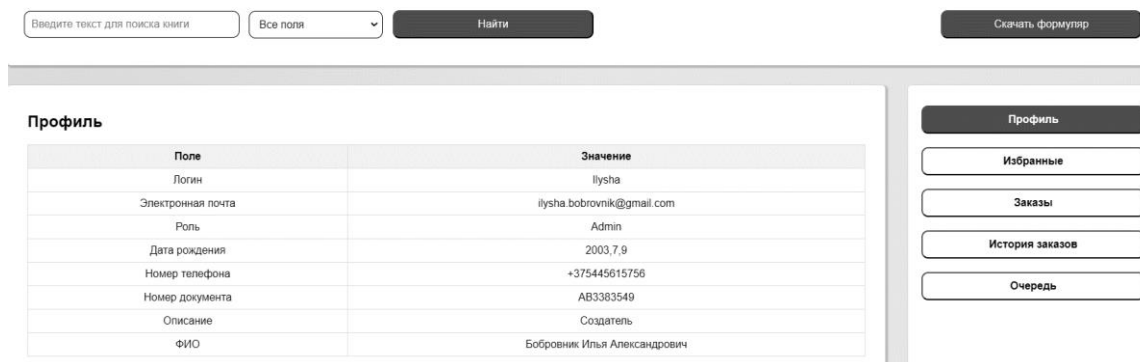 Введите текст для поиска книги Все поля Найти Скачать формуляр
Профиль
Поле Значение
Логин Ilysha
Электронная почта ilysha.bobrovnik@gmail.com
Роль Admin
Дата рождения 2003,7,9
Номер телефона +375445615756
Номер документа AB3383549
Описание Создатель
ФИО Бобровник Илья Александрович
Профиль
Избранные
Заказы
История заказов
Очередь